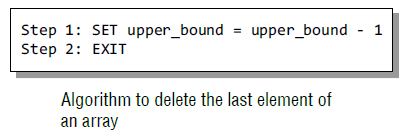 Step 1: SET upper_bound = upper_bound - 1
Step 2: EXIT
Algorithm to delete the last element of
an array